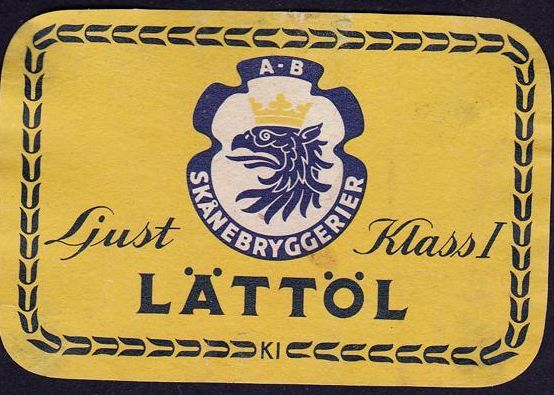 A-B
SKÅNEBRYGGERIER
Ljust Klass I
LÄTTÖL
KI